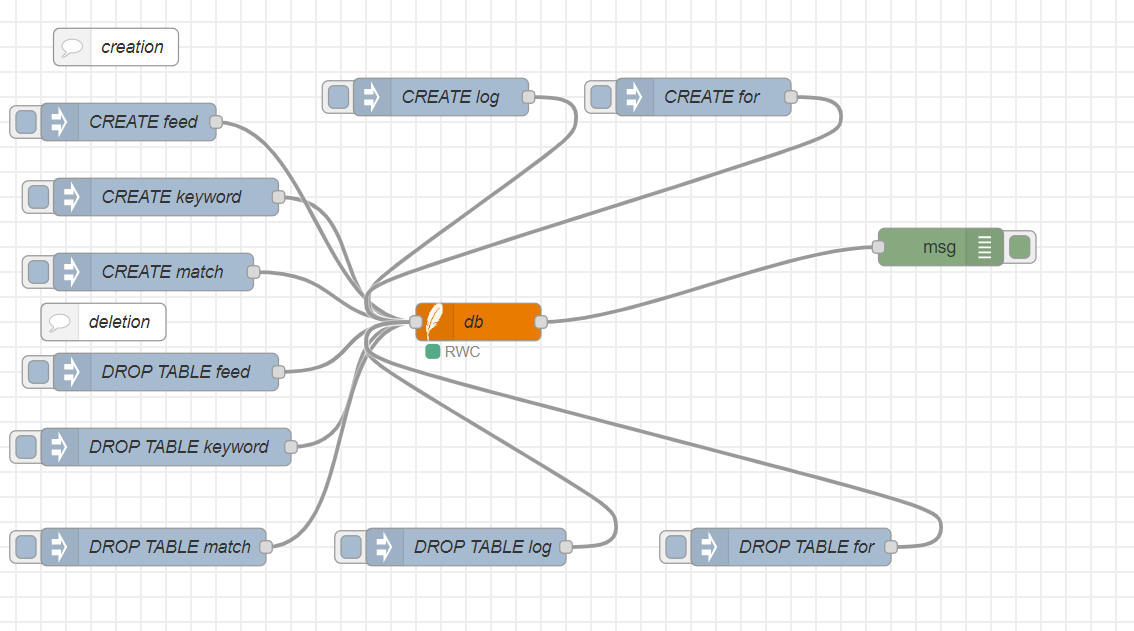 creation
CREATE log
CREATE for
CREATE feed
CREATE keyword
msg
CREATE match
deletion
db
RWC
DROP TABLE feed
DROP TABLE keyword
DROP TABLE match
DROP TABLE log
DROP TABLE for